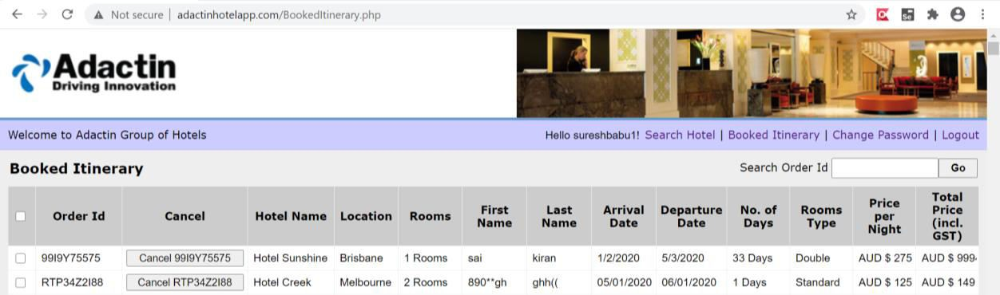 Not secure | adactinhotelapp.com/BookedItinerary.php
Adactin
Driving Innovation
Welcome to Adactin Group of Hotels Hello sureshbabu1! Search Hotel | Booked Itinerary | Change Password | Logout
Booked Itinerary Search Order Id Go
Order Id Cancel Hotel Name Location Rooms First Name Last Name Arrival Date Departure Date No. of Days Rooms Type Price per Night Total Price (incl. GST)
99I9Y75575 Cancel 99I9Y75575 Hotel Sunshine Brisbane 1 Rooms sai kiran 1/2/2020 5/3/2020 33 Days Double AUD $ 275 AUD $ 999
RTP34Z2I88 Cancel RTP34Z2I88 Hotel Creek Melbourne 2 Rooms 890**gh ghh(( 05/01/2020 06/01/2020 1 Days Standard AUD $ 125 AUD $ 149